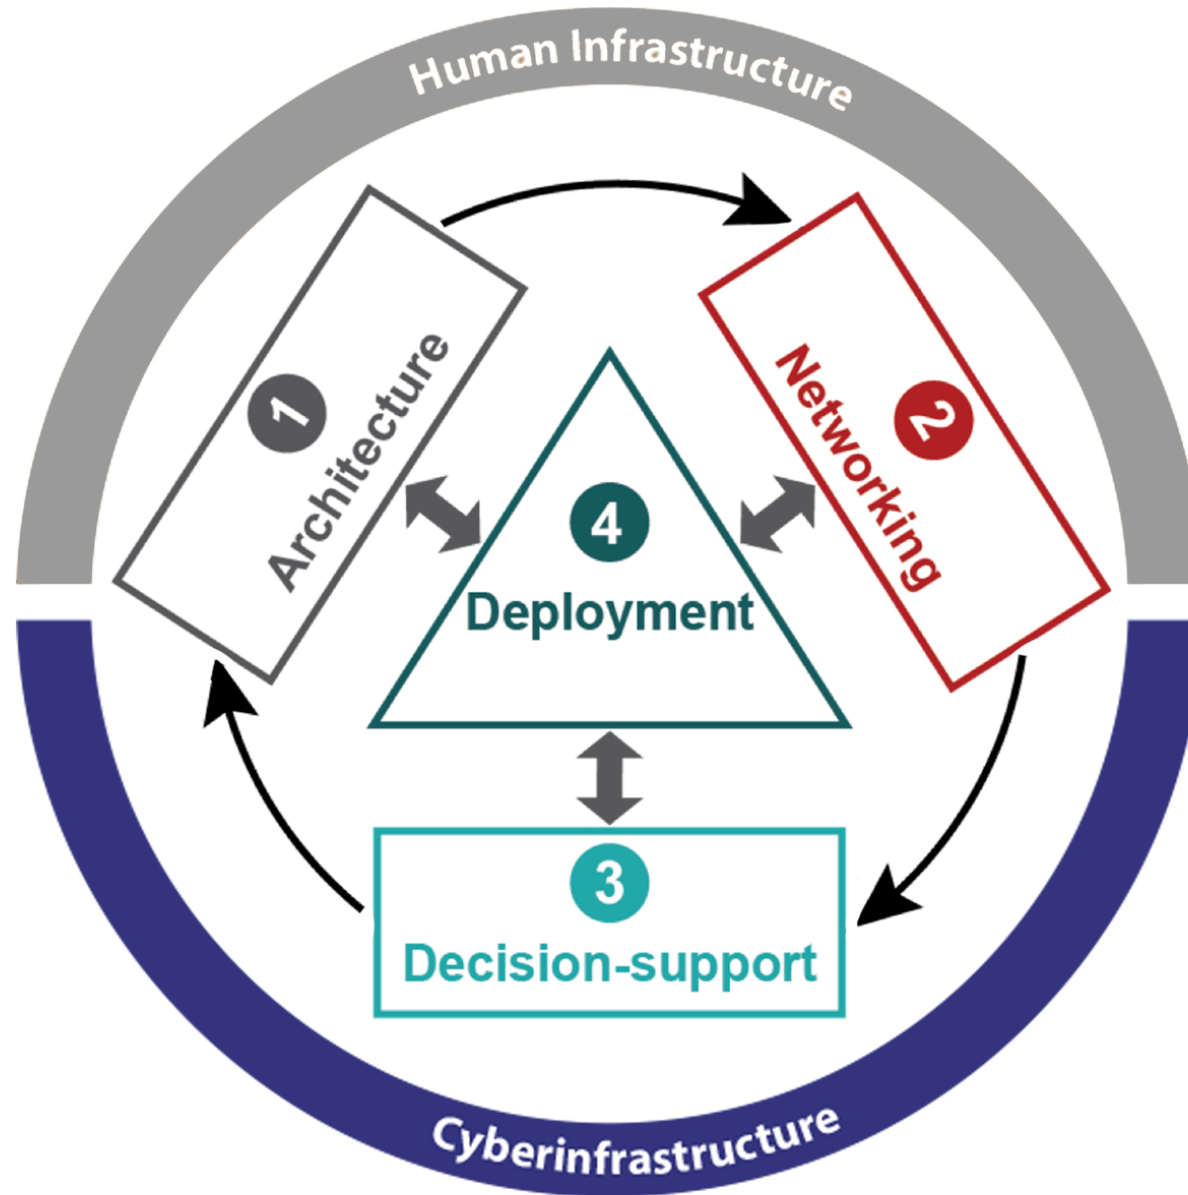 Human Infrastructure
1
Architecture
2
Networking
4
Deployment
3
Decision-support
Cyberinfrastructure